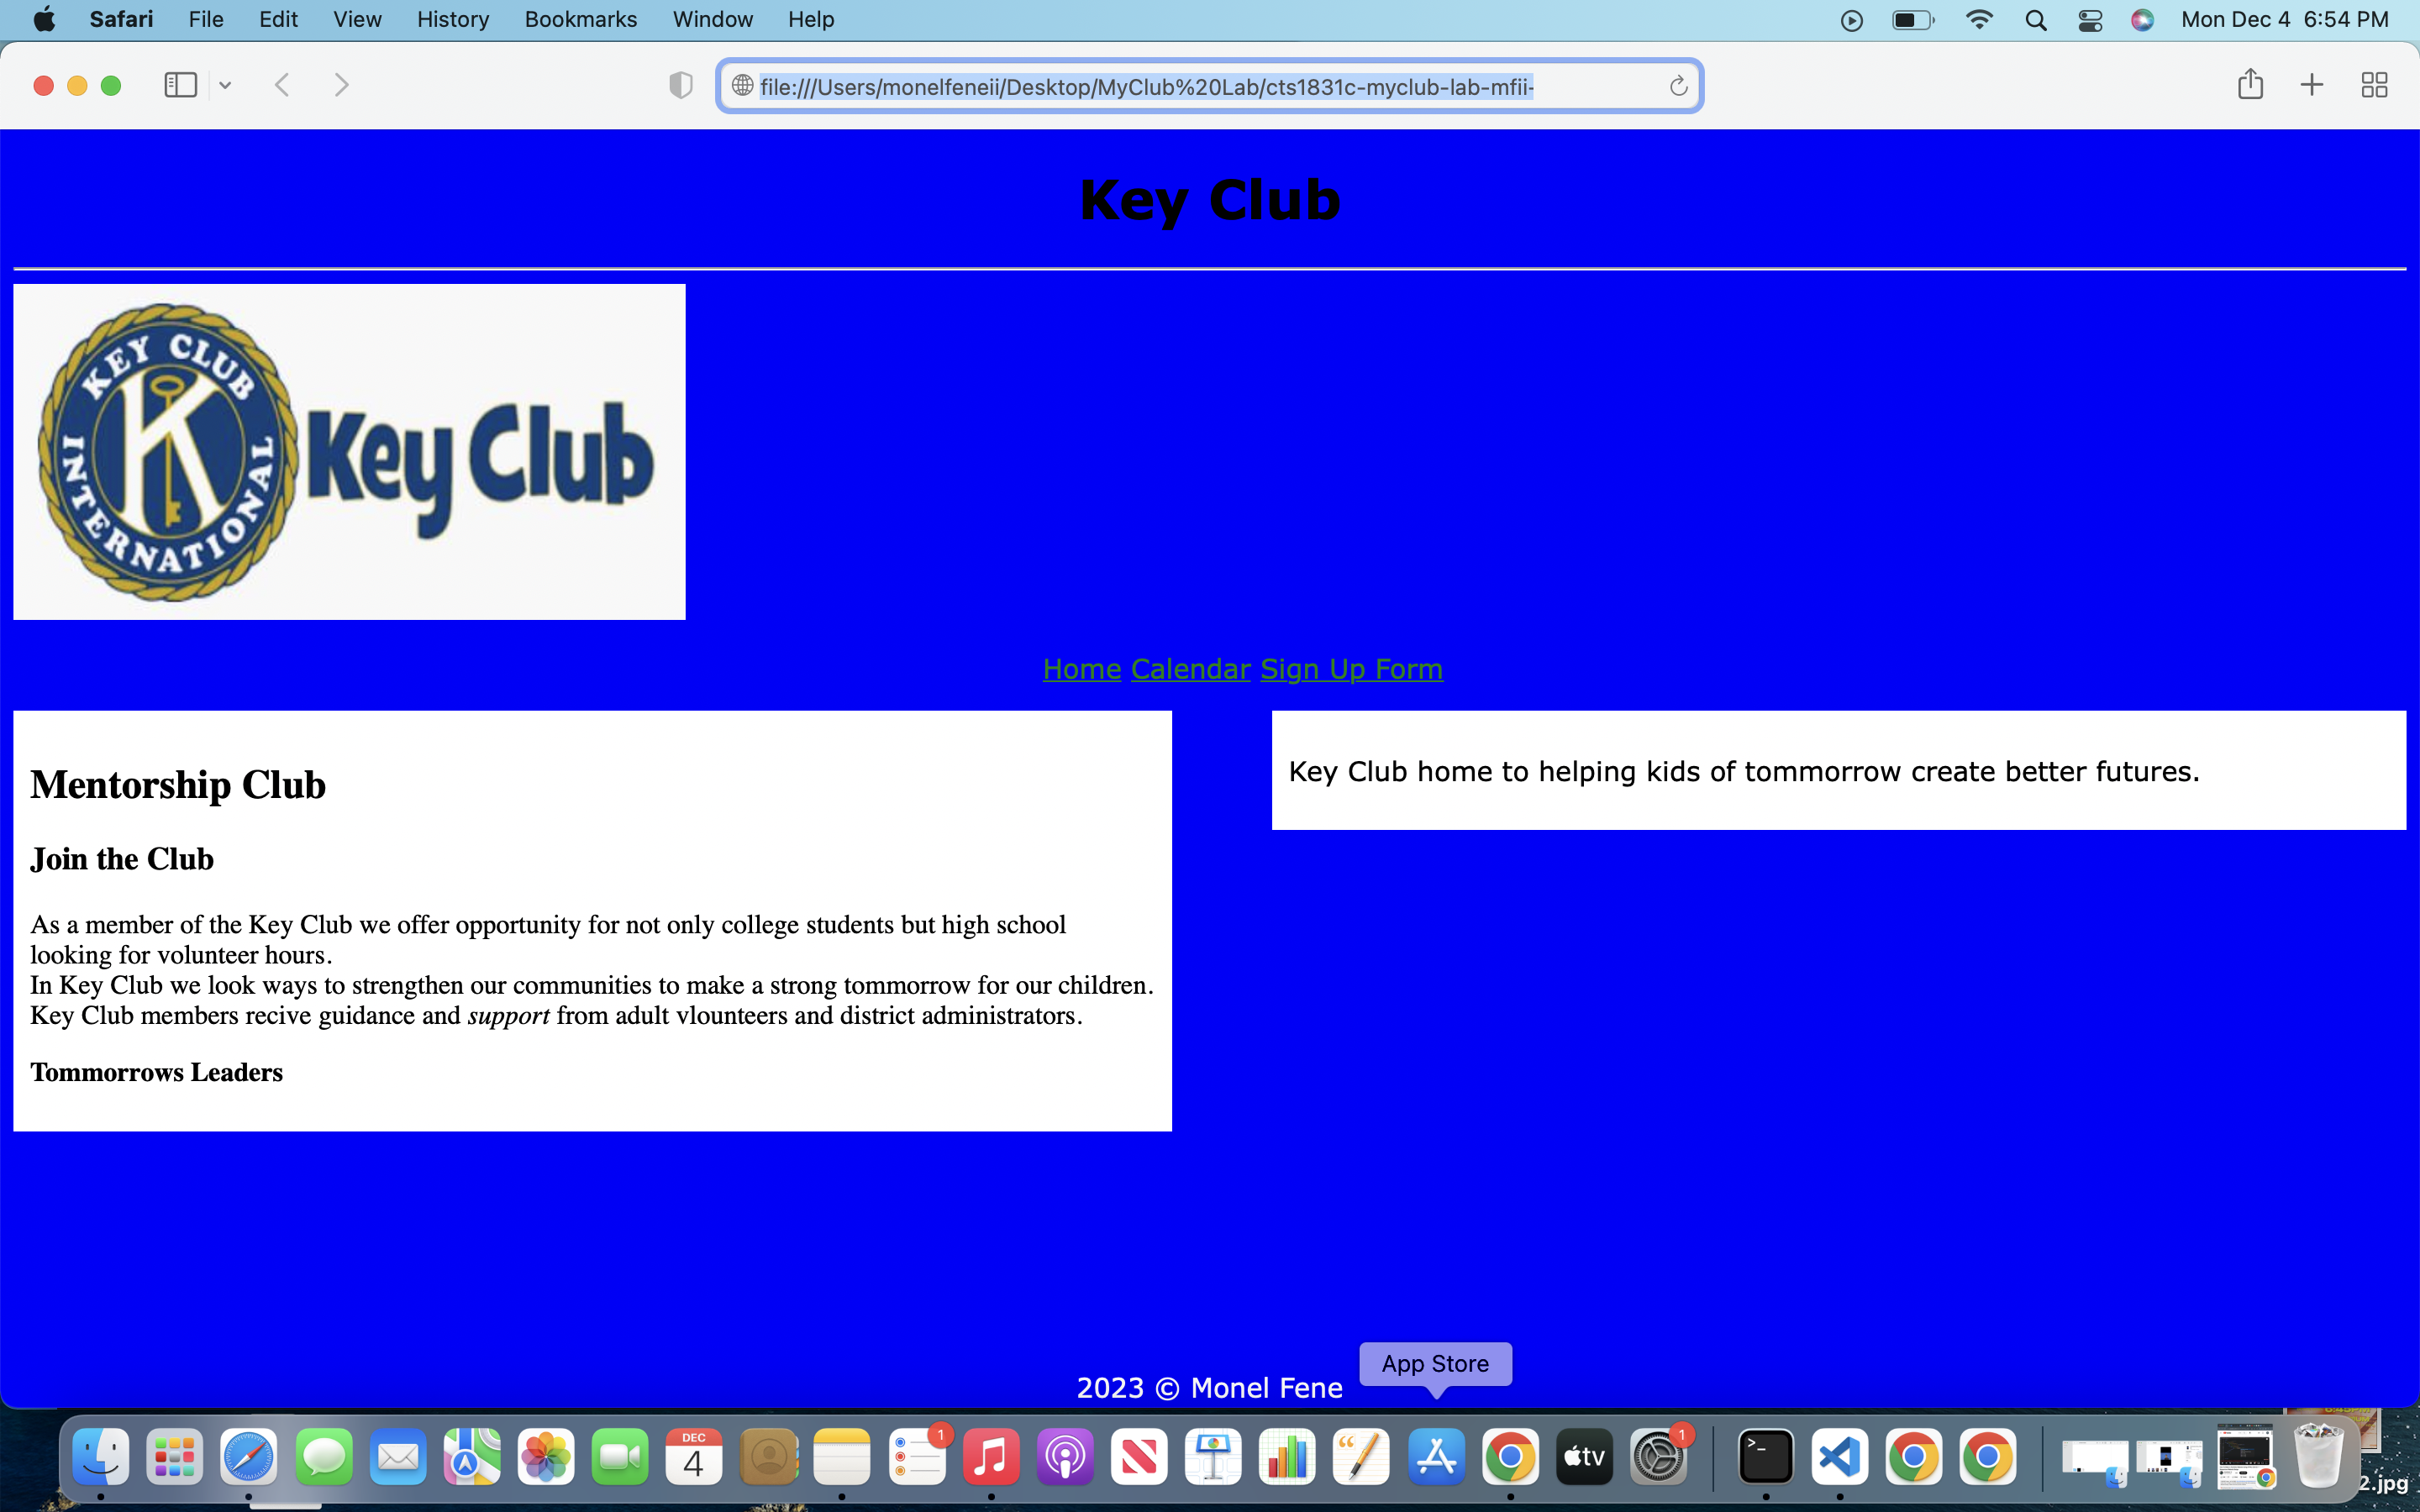 Safari File Edit View History Bookmarks Window Help Mon Dec 4 6:54 PM
file:///Users/monelfeneii/Desktop/MyClub%20Lab/cts1831c-myclub-lab-mfii-
Key Club
KEY CLUB
K
INTERNATIONAL
Key Club
Home Calendar Sign Up Form
Mentorship Club
Join the Club
As a member of the Key Club we offer opportunity for not only college students but high school
looking for volunteer hours.
In Key Club we look ways to strengthen our communities to make a strong tommorrow for our children.
Key Club members recive guidance and support from adult vlounteers and district administrators.
Tommorrows Leaders
Key Club home to helping kids of tommorrow create better futures.
2023 © Monel Fene
App Store
DEC
4
1
tv
1
>_
2.jpg